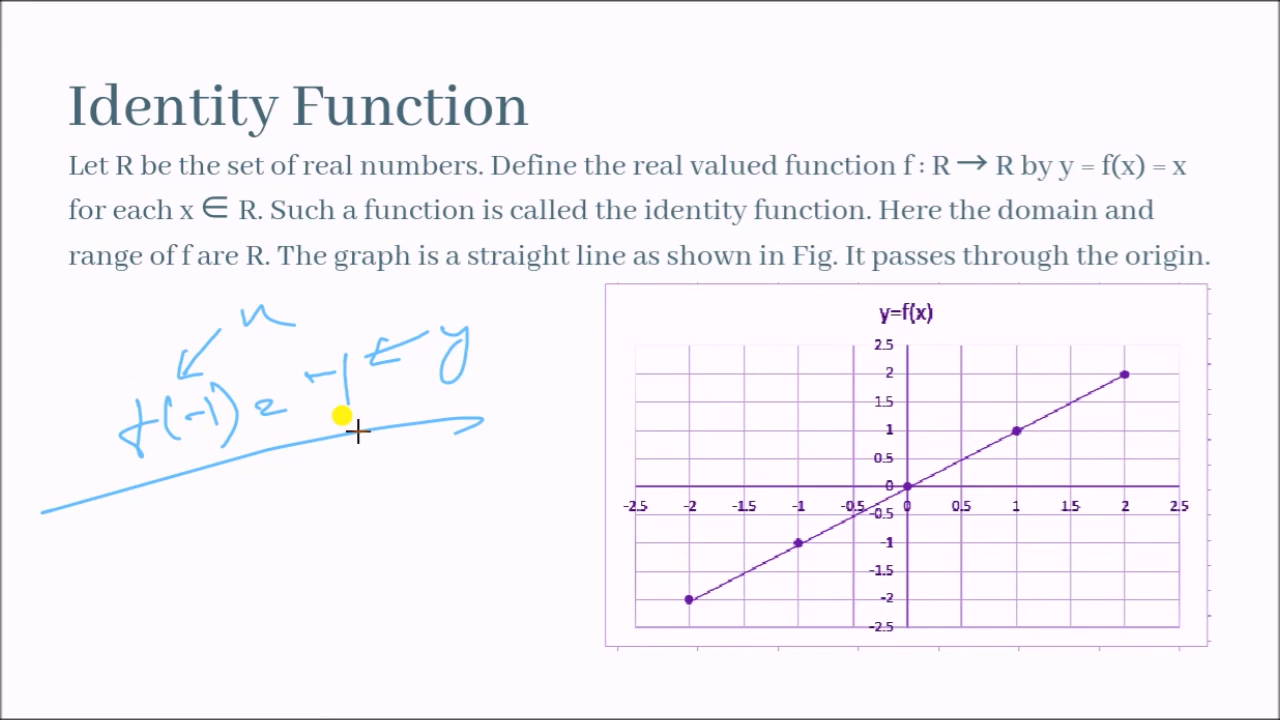 Identity Function
Let R be the set of real numbers. Define the real valued function f : R → R by y = f(x) = x
for each x ∈ R. Such a function is called the identity function. Here the domain and
range of f are R. The graph is a straight line as shown in Fig. It passes through the origin.
x
y
f(-1) = -1
y=f(x)
2.5
2
1.5
1
0.5
0
-2.5 -2 -1.5 -1 -0.5 0 0.5 1 1.5 2 2.5
-0.5
-1
-1.5
-2
-2.5